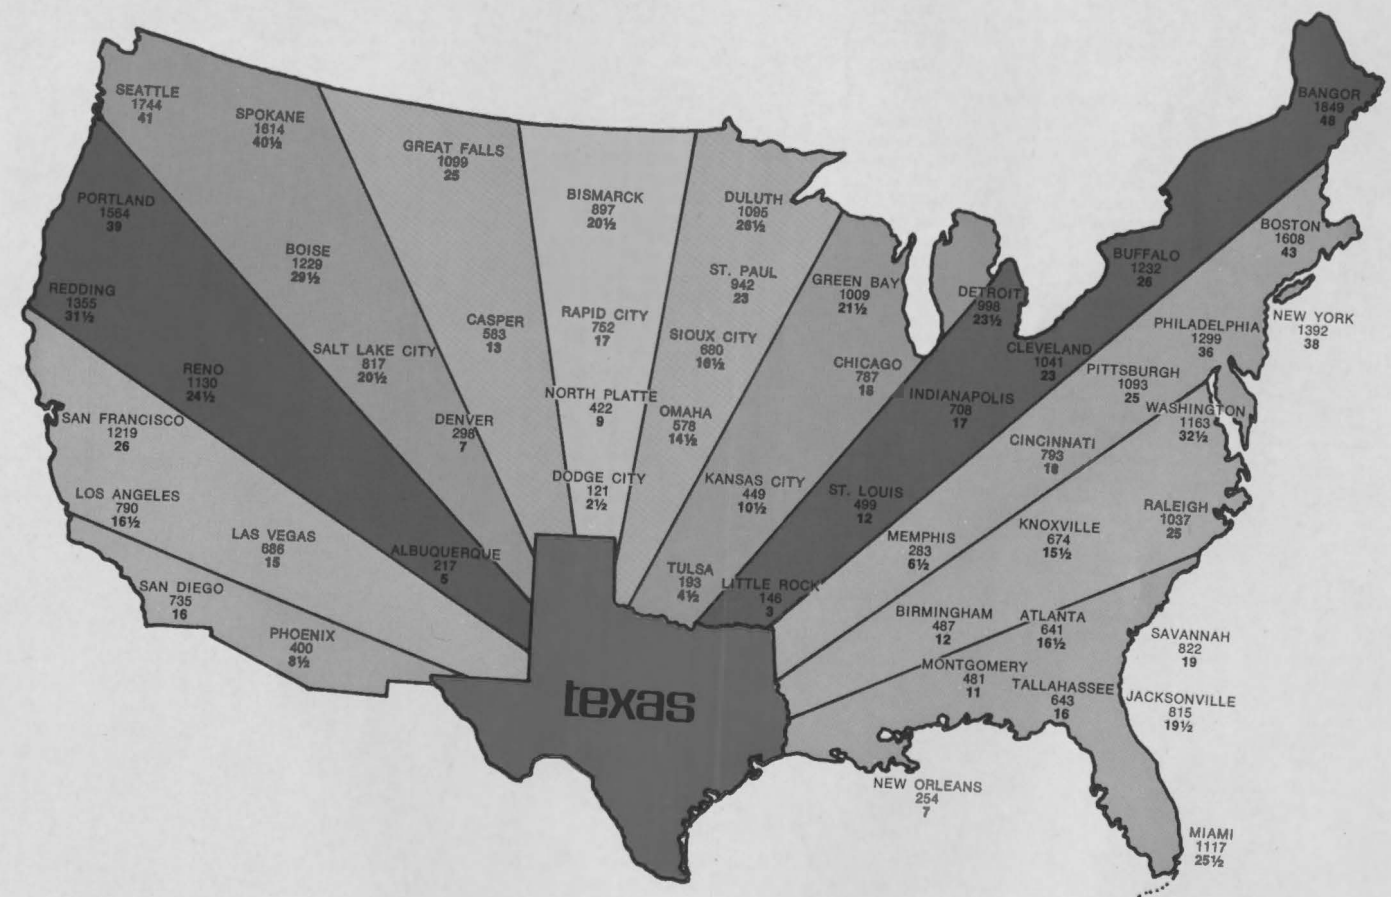 SEATTLE
1744
41
SPOKANE
1614
40½
GREAT FALLS
1099
25
BISMARCK
897
20½
DULUTH
1095
26½
BANGOR
1849
48
PORTLAND
1564
39
BOISE
1229
29½
ST. PAUL
942
23
GREEN BAY
1009
21½
DETROIT
998
23½
BUFFALO
1232
26
BOSTON
1608
43
REDDING
1355
31½
CASPER
583
13
RAPID CITY
752
17
SIOUX CITY
680
16½
CHICAGO
787
18
CLEVELAND
1041
23
PHILADELPHIA
1299
36
NEW YORK
1392
38
RENO
1130
24½
SALT LAKE CITY
817
20½
DENVER
298
7
NORTH PLATTE
422
9
OMAHA
578
14½
INDIANAPOLIS
708
17
PITTSBURGH
1093
25
WASHINGTON
1163
32½
SAN FRANCISCO
1219
26
CINCINNATI
793
18
LOS ANGELES
790
16½
LAS VEGAS
686
15
ALBUQUERQUE
217
5
DODGE CITY
121
2½
KANSAS CITY
449
10½
ST. LOUIS
499
12
MEMPHIS
283
6½
KNOXVILLE
674
15½
RALEIGH
1037
25
SAN DIEGO
735
16
PHOENIX
400
8½
TULSA
193
4½
LITTLE ROCK
146
3
BIRMINGHAM
487
12
ATLANTA
641
16½
SAVANNAH
822
19
texas
MONTGOMERY
481
11
TALLAHASSEE
643
16
JACKSONVILLE
815
19½
NEW ORLEANS
254
7
MIAMI
1117
25½